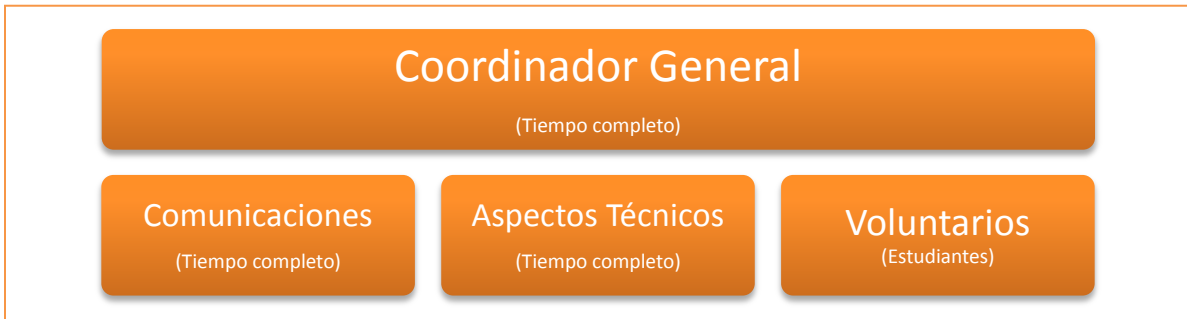 Coordinador General
(Tiempo completo)
Comunicaciones
(Tiempo completo)
Aspectos Técnicos
(Tiempo completo)
Voluntarios
(Estudiantes)